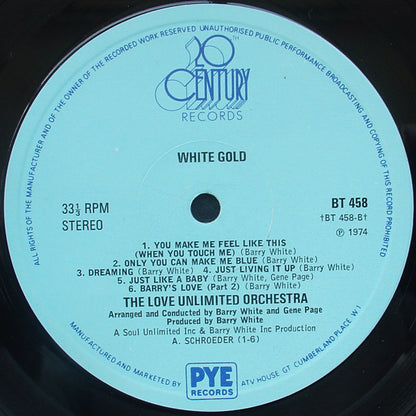 ALL RIGHTS OF THE MANUFACTURER AND OF THE OWNER OF THE RECORDED WORK RESERVED UNAUTHORISED PUBLIC PERFORMANCE BROADCASTING AND COPYING OF THIS RECORD PROHIBITED
20TH
CENTURY
RECORDS
WHITE GOLD
33⅓ RPM
STEREO
BT 458
†BT 458-B†
℗ 1974
1. YOU MAKE ME FEEL LIKE THIS
(WHEN YOU TOUCH ME) (Barry White)
2. ONLY YOU CAN MAKE ME BLUE (Barry White)
3. DREAMING (Barry White) 4. JUST LIVING IT UP (Barry White)
5. JUST LIKE A BABY (Barry White, Gene Page)
6. BARRY'S LOVE (Part 2) (Barry White)
THE LOVE UNLIMITED ORCHESTRA
Arranged and Conducted by Barry White and Gene Page
Produced by Barry White
A Soul Unlimited Inc & Barry White Inc Production
A. SCHROEDER (1-6)
MANUFACTURED AND MARKETED BY
PYE
RECORDS
ATV HOUSE GT CUMBERLAND PLACE W 1